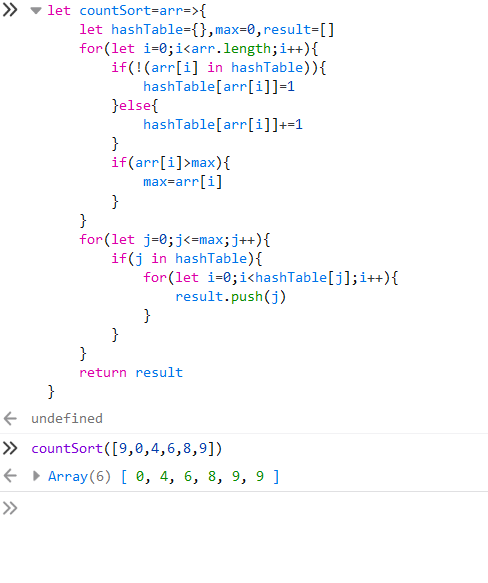 let countSort=arr=>{
let hashTable={},max=0,result=[]
for(let i=0;i<arr.length;i++){
if(!(arr[i] in hashTable)){
hashTable[arr[i]]=1
}else{
hashTable[arr[i]]+=1
}
if(arr[i]>max){
max=arr[i]
}
}
for(let j=0;j<=max;j++){
if(j in hashTable){
for(let i=0;i<hashTable[j];i++){
result.push(j)
}
}
}
return result
}
undefined
countSort([9,0,4,6,8,9])
Array(6) [ 0, 4, 6, 8, 9, 9 ]